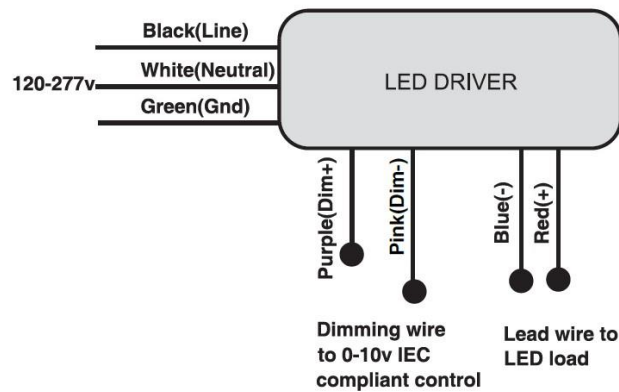 Black(Line)
120-277v
White(Neutral)
Green(Gnd)
LED DRIVER
Purple(Dim+)
Pink(Dim-)
Blue(-)
Red(+)
Dimming wire
to 0-10v IEC
compliant control
Lead wire to
LED load